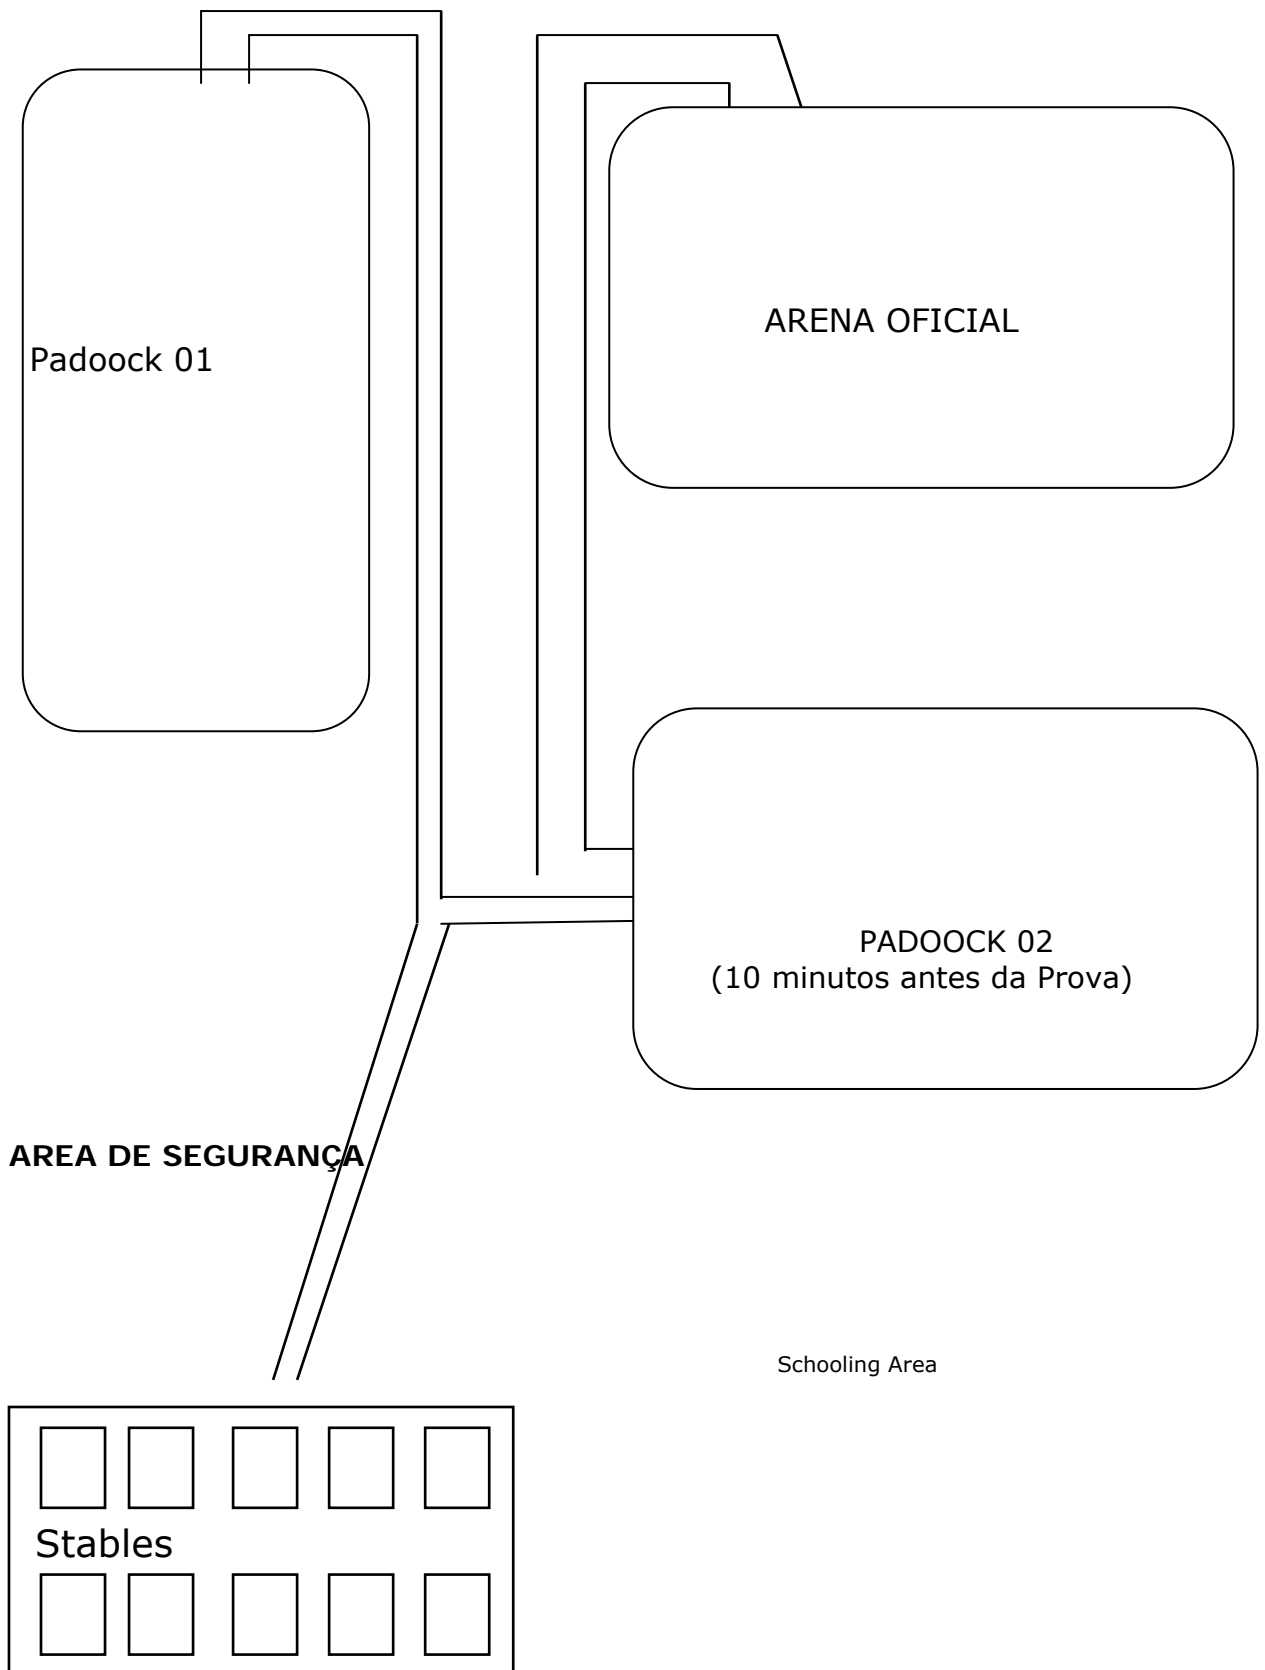 ARENA OFICIAL
Padoock 01
PADOOCK 02
(10 minutos antes da Prova)
AREA DE SEGURANÇA
Schooling Area
Stables